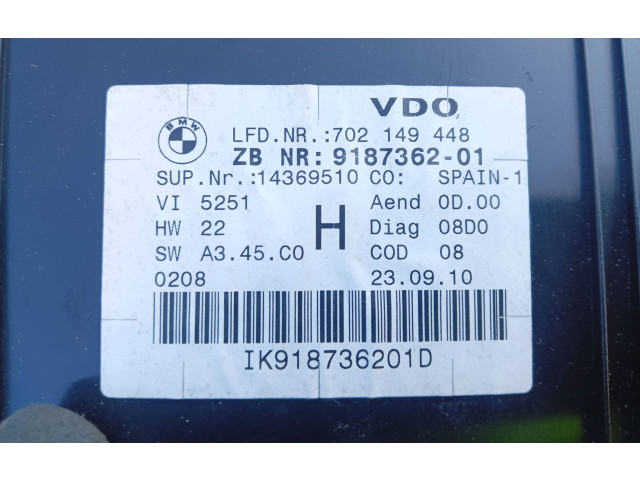 VDO
BMW
LFD.NR.:702 149 448
ZB NR: 9187362-01
SUP.Nr.:14369510 CO: SPAIN-1
VI 5251 Aend 0D.00
HW 22 H Diag 08D0
SW A3.45.C0 COD 08
0208 23.09.10
IK918736201D